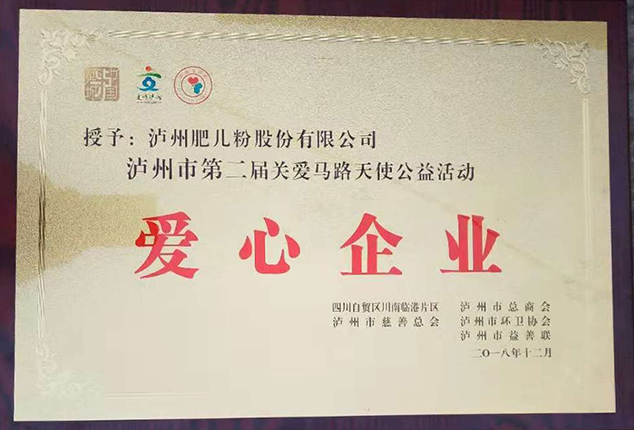 授予：泸州肥儿粉股份有限公司
泸州市第二届关爱马路天使公益活动
爱心企业
四川自贸区川南临港片区 泸州市总商会
泸州市慈善总会 泸州市环卫协会
泸州市益善联
二〇一八年十二月